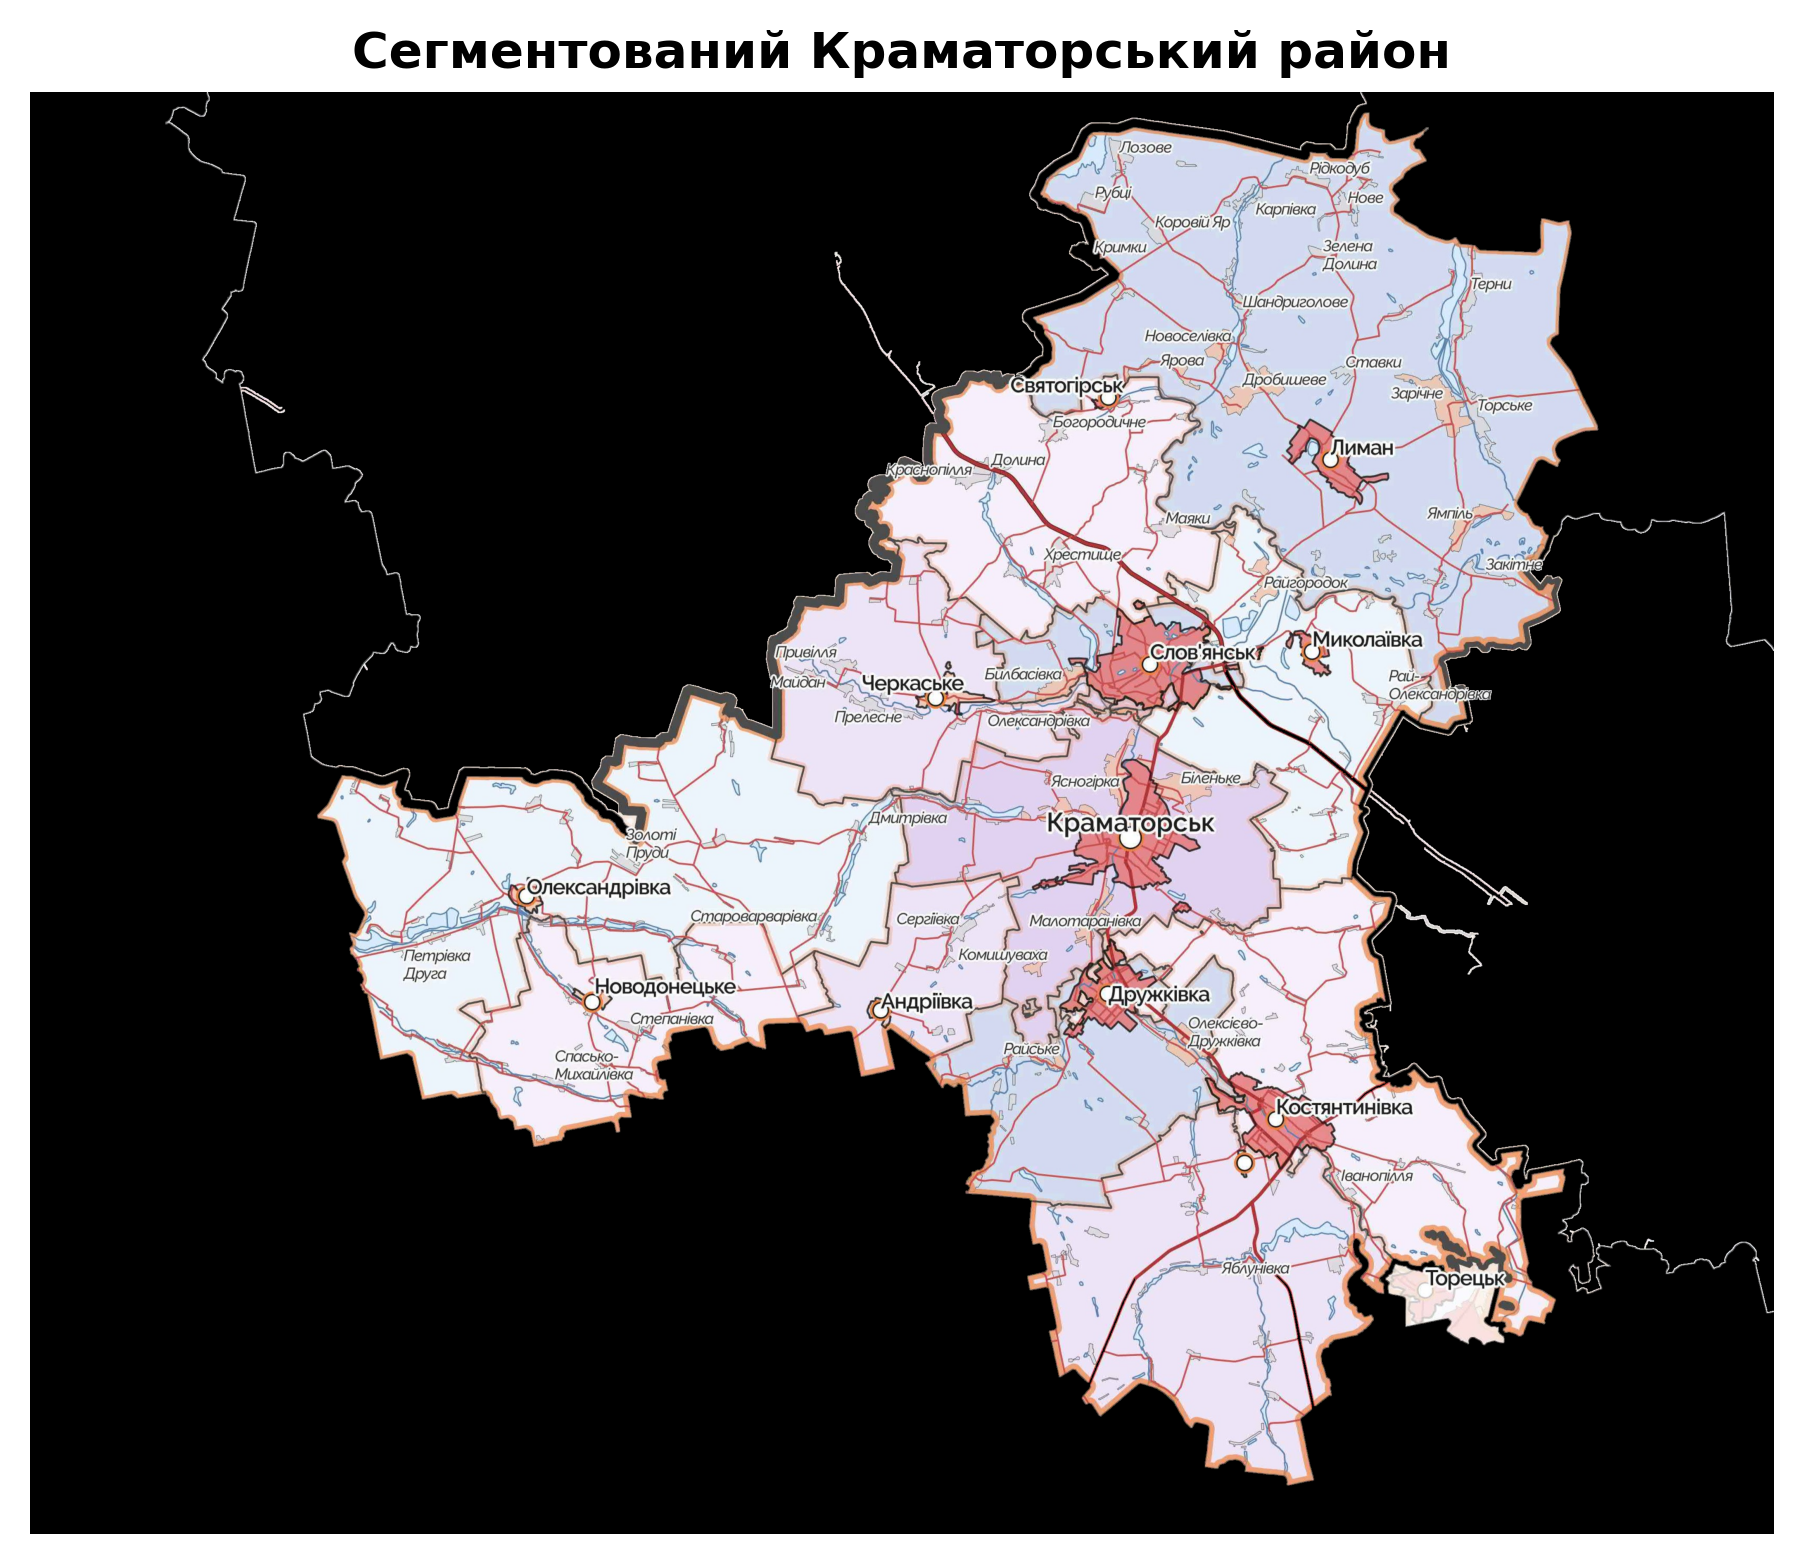 Сегментований Краматорський район
Лозове
Рідкодуб
Рубці
Нове
Карпівка
Коровій Яр
Кримки
Зелена
Долина
Терни
Шандриголове
Новоселівка
Ярова
Ставки
Дробишеве
Святогірськ
Зарічне
Торське
Богородичне
Лиман
Долина
Краснопілля
Ямпіль
Маяки
Хрестище
Закітне
Райгородок
Миколаївка
Слов'янськ
Привілля
Билбасівка
Рай-
Олександрівка
Майдан
Черкаське
Прелесне
Олександрівка
Ясногірка
Біленьке
Дмитрівка
Краматорськ
Золоті
Пруди
Олександрівка
Староварварівка
Сергіївка
Малотаранівка
Комишуваха
Петрівка
Друга
Новодонецьке
Андріївка
Дружківка
Степанівка
Олексієво-
Дружківка
Райське
Спасько-
Михайлівка
Костянтинівка
Іванопілля
Яблунівка
Торецьк